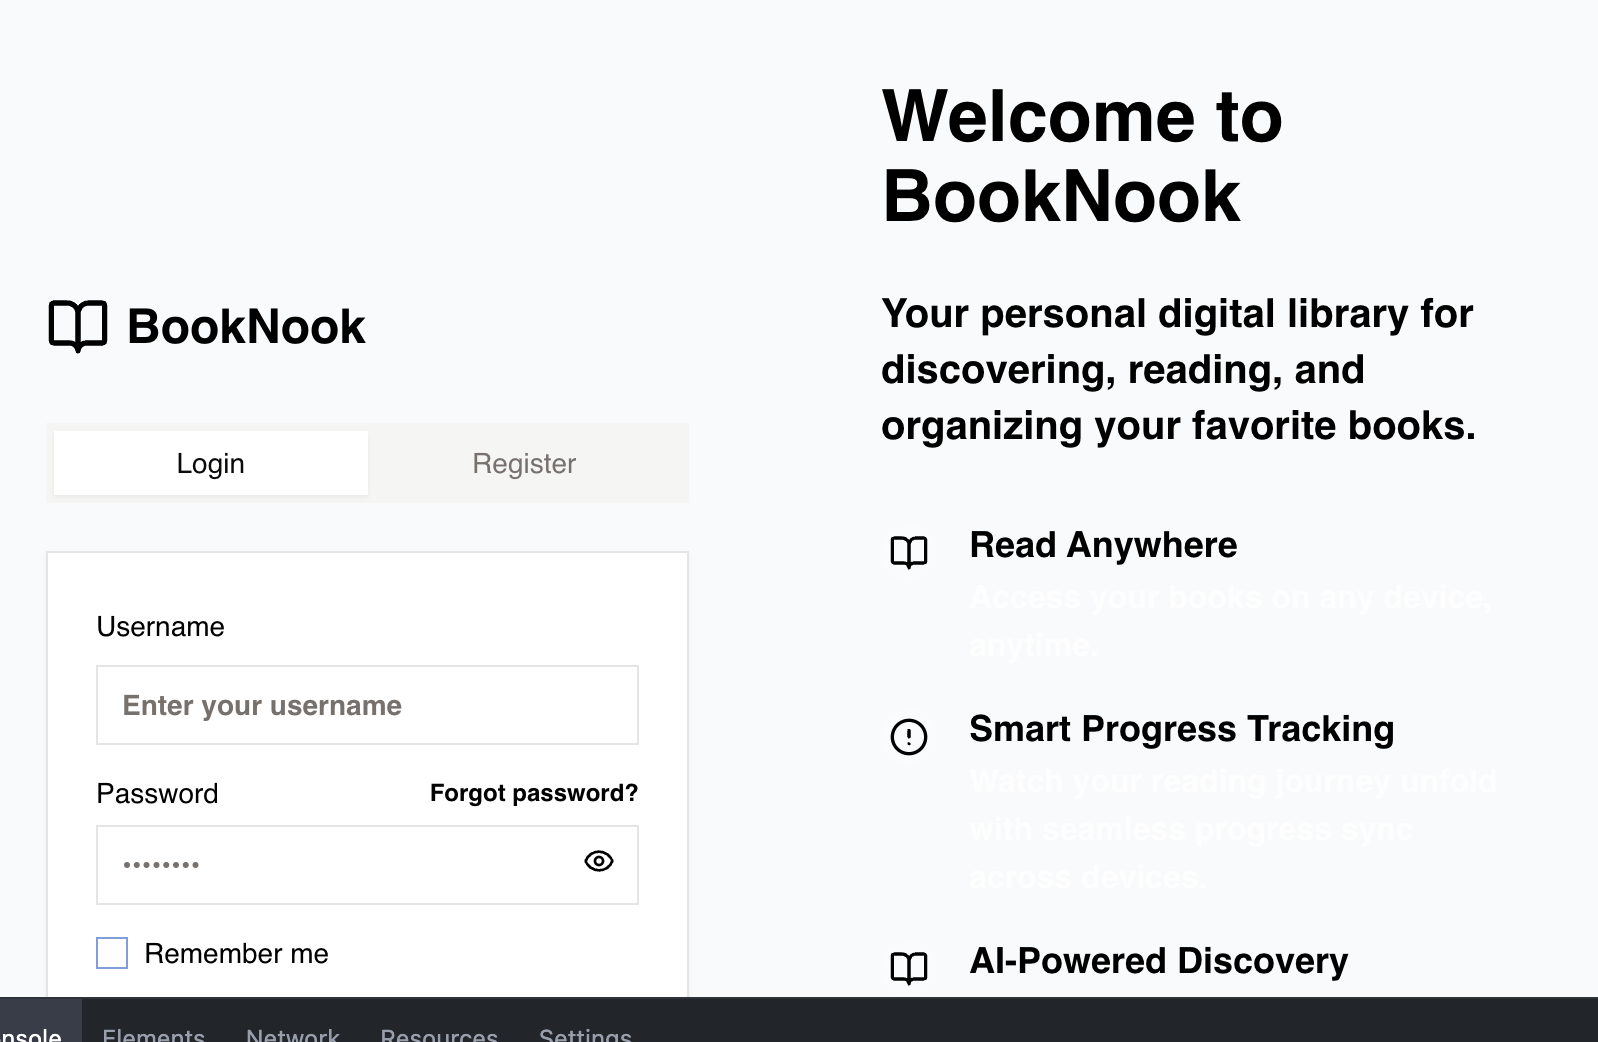 BookNook
Login
Register
Username
Enter your username
Password
Forgot password?
Remember me
Welcome to
BookNook
Your personal digital library for
discovering, reading, and
organizing your favorite books.
Read Anywhere
Access your books on any device,
anytime.
Smart Progress Tracking
Watch your reading journey unfold
with seamless progress sync
across devices.
AI-Powered Discovery
nsole
Elements
Network
Resources
Settings